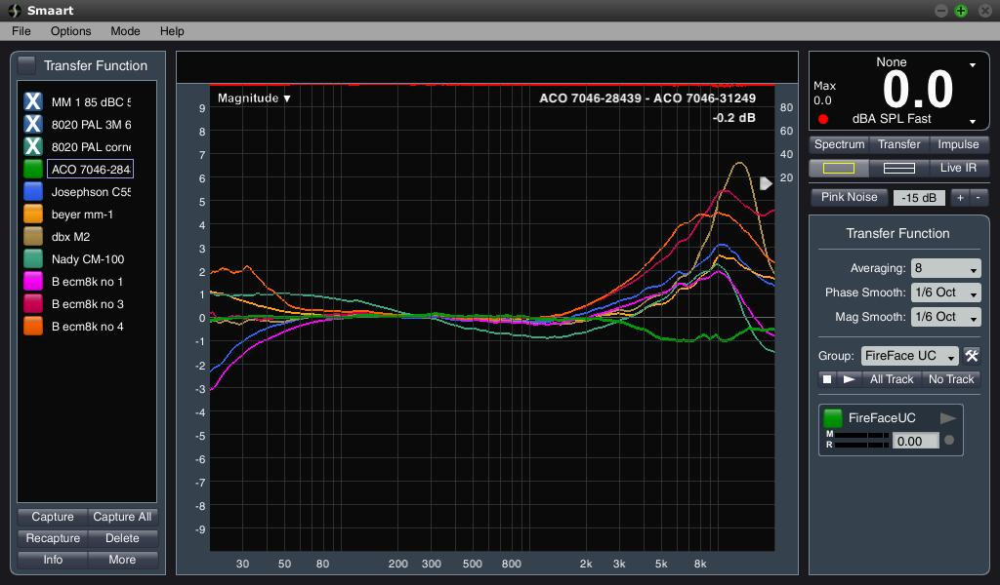 Smaart
File Options Mode Help
Transfer Function
MM 1 85 dBC
8020 PAL 3M 6
8020 PAL corne
ACO 7046-284
Josephson C55
beyer mm-1
dbx M2
Nady CM-100
B ecm8k no 1
B ecm8k no 3
B ecm8k no 4
Capture Capture All
Recapture Delete
Info More
Magnitude ▼ ACO 7046-28439 - ACO 7046-31249
-0.2 dB
9
8
7
6
5
4
3
2
1
0
-1
-2
-3
-4
-5
-6
-7
-8
-9
80
60
40
20
30 50 80 200 300 500 800 2k 3k 5k 8k
None
Max
0.0
0.0
dBA SPL Fast
Spectrum Transfer Impulse
Live IR
Pink Noise -15 dB + -
Transfer Function
Averaging: 8
Phase Smooth: 1/6 Oct
Mag Smooth: 1/6 Oct
Group: FireFace UC
All Track No Track
FireFaceUC
M
R
0.00